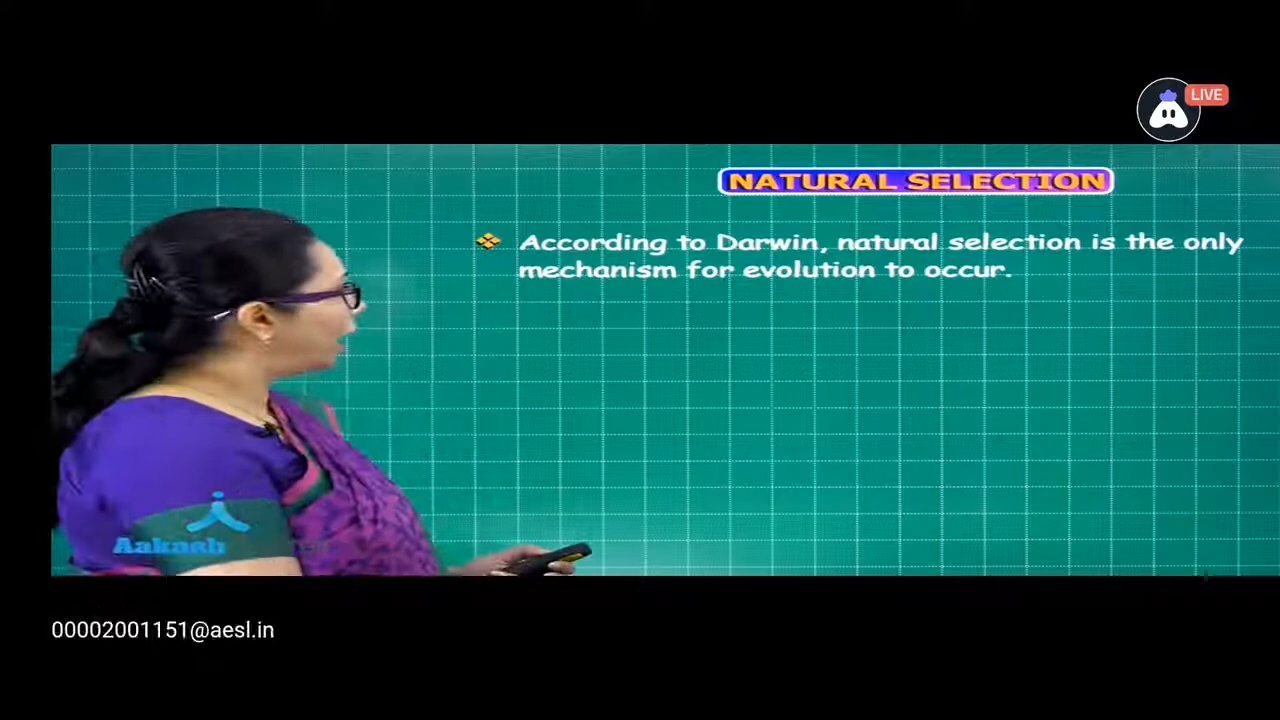 LIVE
NATURAL SELECTION
According to Darwin, natural selection is the only
mechanism for evolution to occur.
Aakash
00002001151@aesl.in